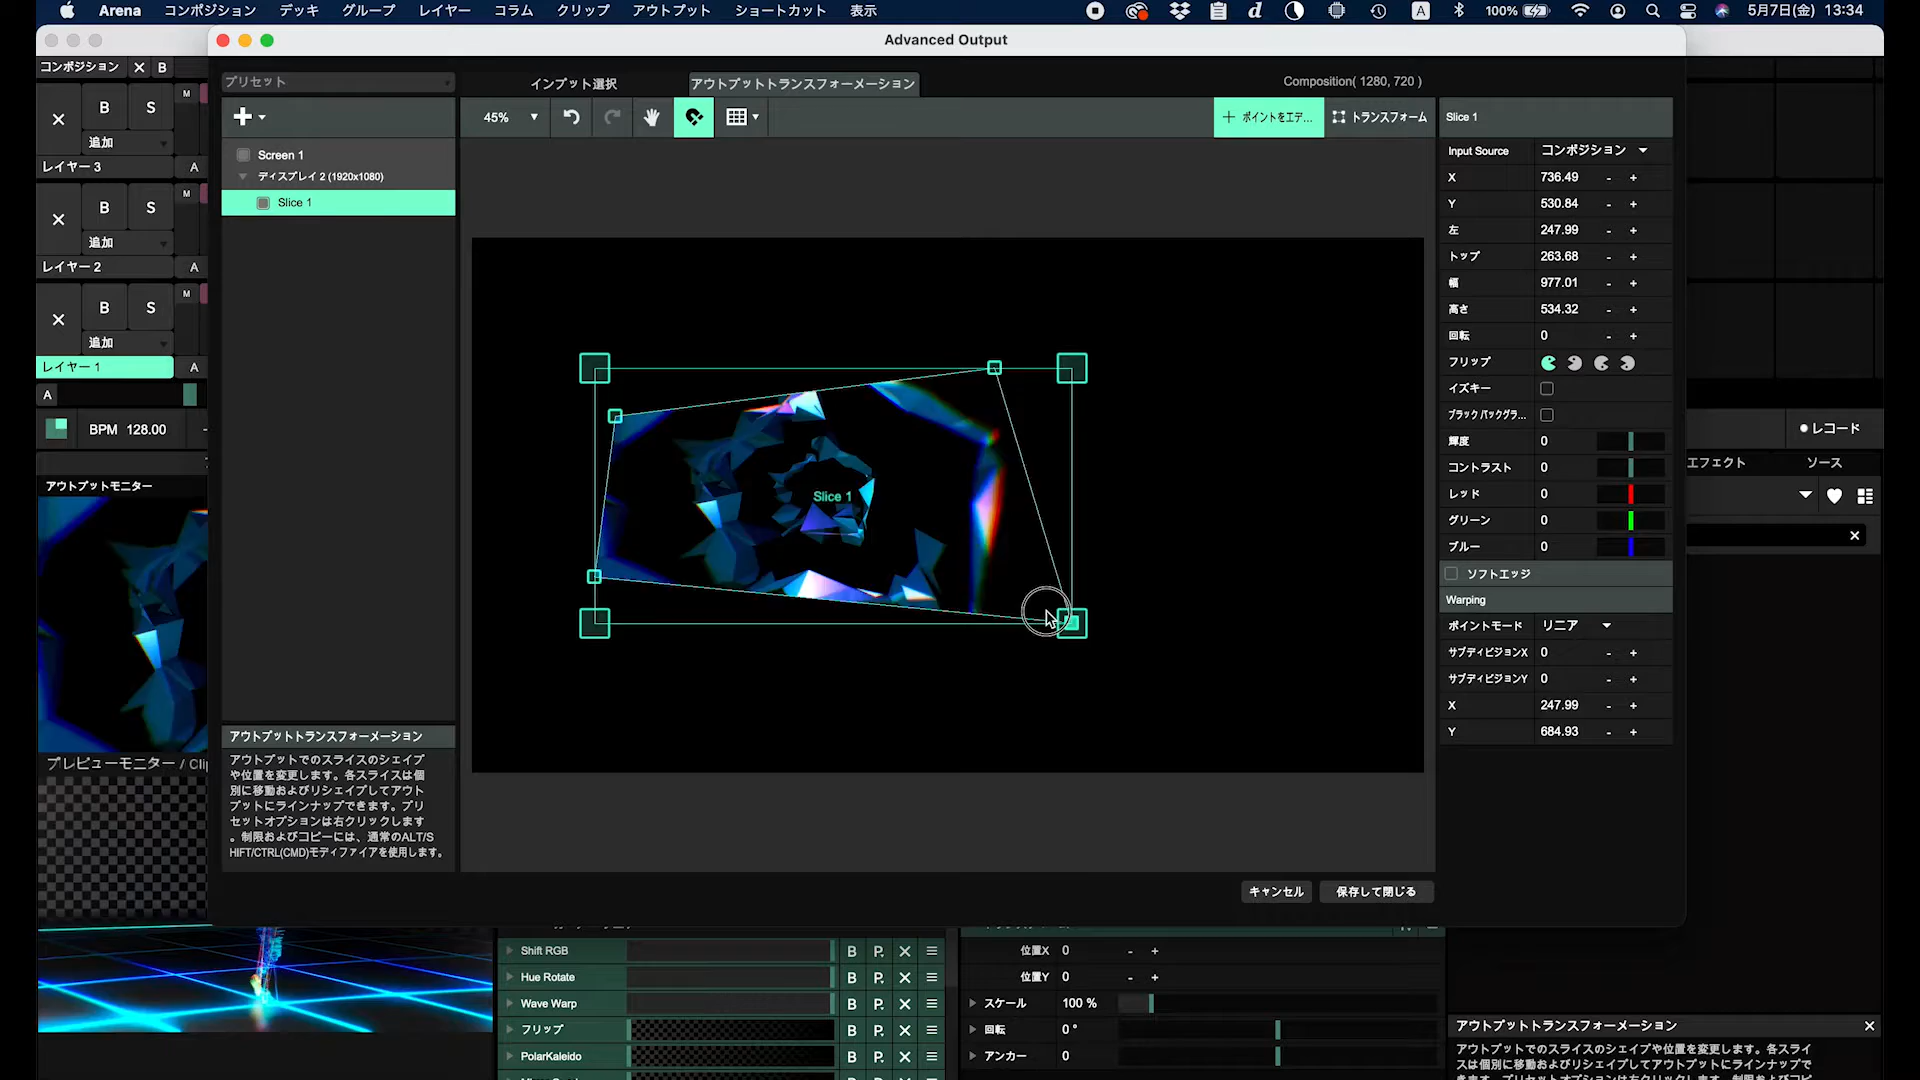 Arena コンポジション デッキ グループ レイヤー コラム クリップ アウトプット ショートカット 表示
A 100% 5月7日(金) 13:34
Advanced Output
コンポジション X B
プリセット インプット選択 アウトプットトランスフォーメーション Composition( 1280, 720 )
45% + ポイントをエデ... トランスフォーム Slice 1
B S M
追加
レイヤー 3 A
B S M
追加
レイヤー 2 A
B S M
追加
レイヤー 1 A
A
BPM 128.00
アウトプットモニター
プレビューモニター / Cli
Screen 1
ディスプレイ 2 (1920x1080)
Slice 1
Slice 1
Input Source コンポジション
X 736.49 - +
Y 530.84 - +
左 247.99 - +
トップ 263.68 - +
幅 977.01 - +
高さ 534.32 - +
回転 0 - +
フリップ
イズキー
ブラック バックグラ...
輝度 0
コントラスト 0
レッド 0
グリーン 0
ブルー 0
ソフトエッジ
Warping
ポイントモード リニア
サブディビジョンX 0 - +
サブディビジョンY 0 - +
X 247.99 - +
Y 684.93 - +
アウトプットトランスフォーメーション
アウトプットでのスライスのシェイプ
や位置を変更します。各スライスは個
別に移動およびリシェイプしてアウト
プットにラインナップできます。プリ
セットオプションは右クリックします
。制限およびコピーには、通常のALT/S
HIFT/CTRL(CMD)モディファイアを使用します。
キャンセル 保存して閉じる
レコード
エフェクト ソース
Shift RGB B P. X
Hue Rotate B P. X
Wave Warp B P. X
フリップ B P. X
PolarKaleido B P. X
位置X 0 - +
位置Y 0 - +
スケール 100 %
回転 0 °
アンカー 0
アウトプットトランスフォーメーション
アウトプットでのスライスのシェイプや位置を変更します。各スライ
スは個別に移動およびリシェイプしてアウトプットにラインナップで